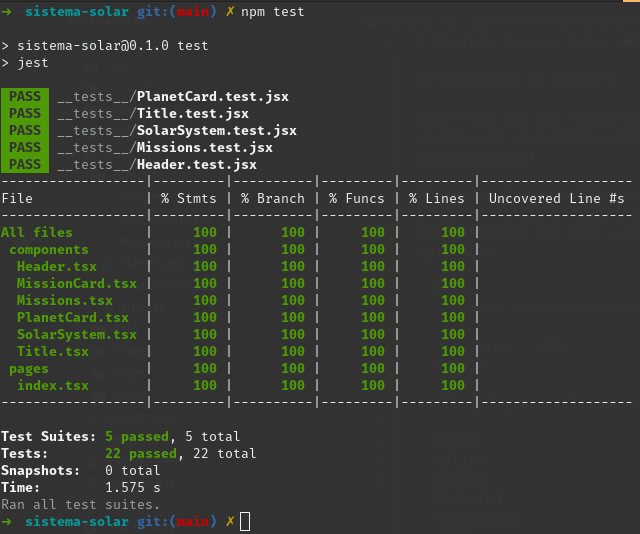 ➜  sistema-solar git:(main) ✗ npm test

> sistema-solar@0.1.0 test
> jest

 PASS  __tests__/PlanetCard.test.jsx
 PASS  __tests__/Title.test.jsx
 PASS  __tests__/SolarSystem.test.jsx
 PASS  __tests__/Missions.test.jsx
 PASS  __tests__/Header.test.jsx
------------------|---------|----------|---------|---------|-------------------
File              | % Stmts | % Branch | % Funcs | % Lines | Uncovered Line #s
------------------|---------|----------|---------|---------|-------------------
All files         |     100 |      100 |     100 |     100 |
 components       |     100 |      100 |     100 |     100 |
  Header.tsx      |     100 |      100 |     100 |     100 |
  MissionCard.tsx |     100 |      100 |     100 |     100 |
  Missions.tsx    |     100 |      100 |     100 |     100 |
  PlanetCard.tsx  |     100 |      100 |     100 |     100 |
  SolarSystem.tsx |     100 |      100 |     100 |     100 |
  Title.tsx       |     100 |      100 |     100 |     100 |
 pages            |     100 |      100 |     100 |     100 |
  index.tsx       |     100 |      100 |     100 |     100 |
------------------|---------|----------|---------|---------|-------------------

Test Suites: 5 passed, 5 total
Tests:       22 passed, 22 total
Snapshots:   0 total
Time:        1.575 s
Ran all test suites.
➜  sistema-solar git:(main) ✗